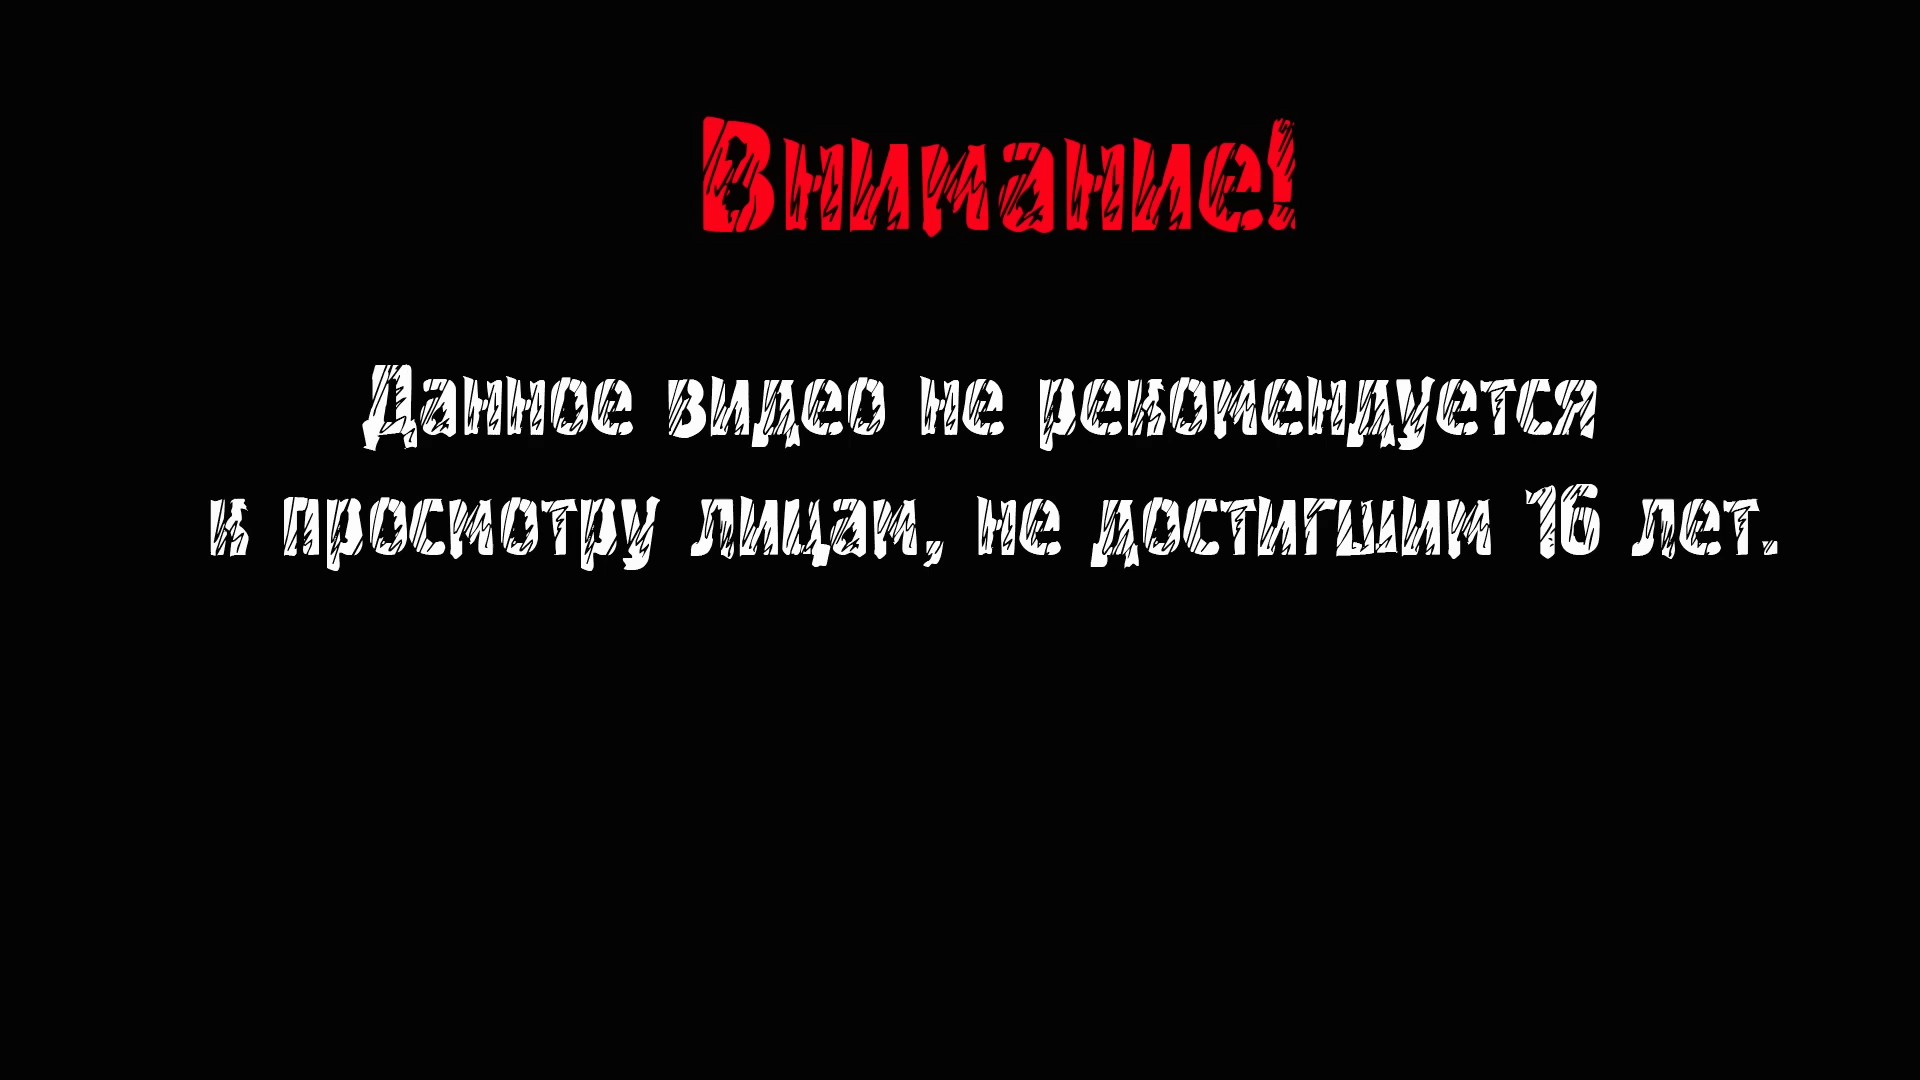 Внимание!
Данное видео не рекомендуется
к просмотру лицам, не достигшим 16 лет.